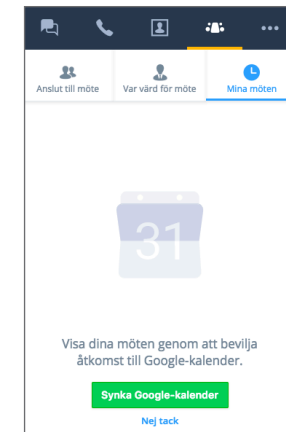 Anslut till möte
Var värd för möte
Mina möten
31
Visa dina möten genom att bevilja
åtkomst till Google-kalender.
Synka Google-kalender
Nej tack